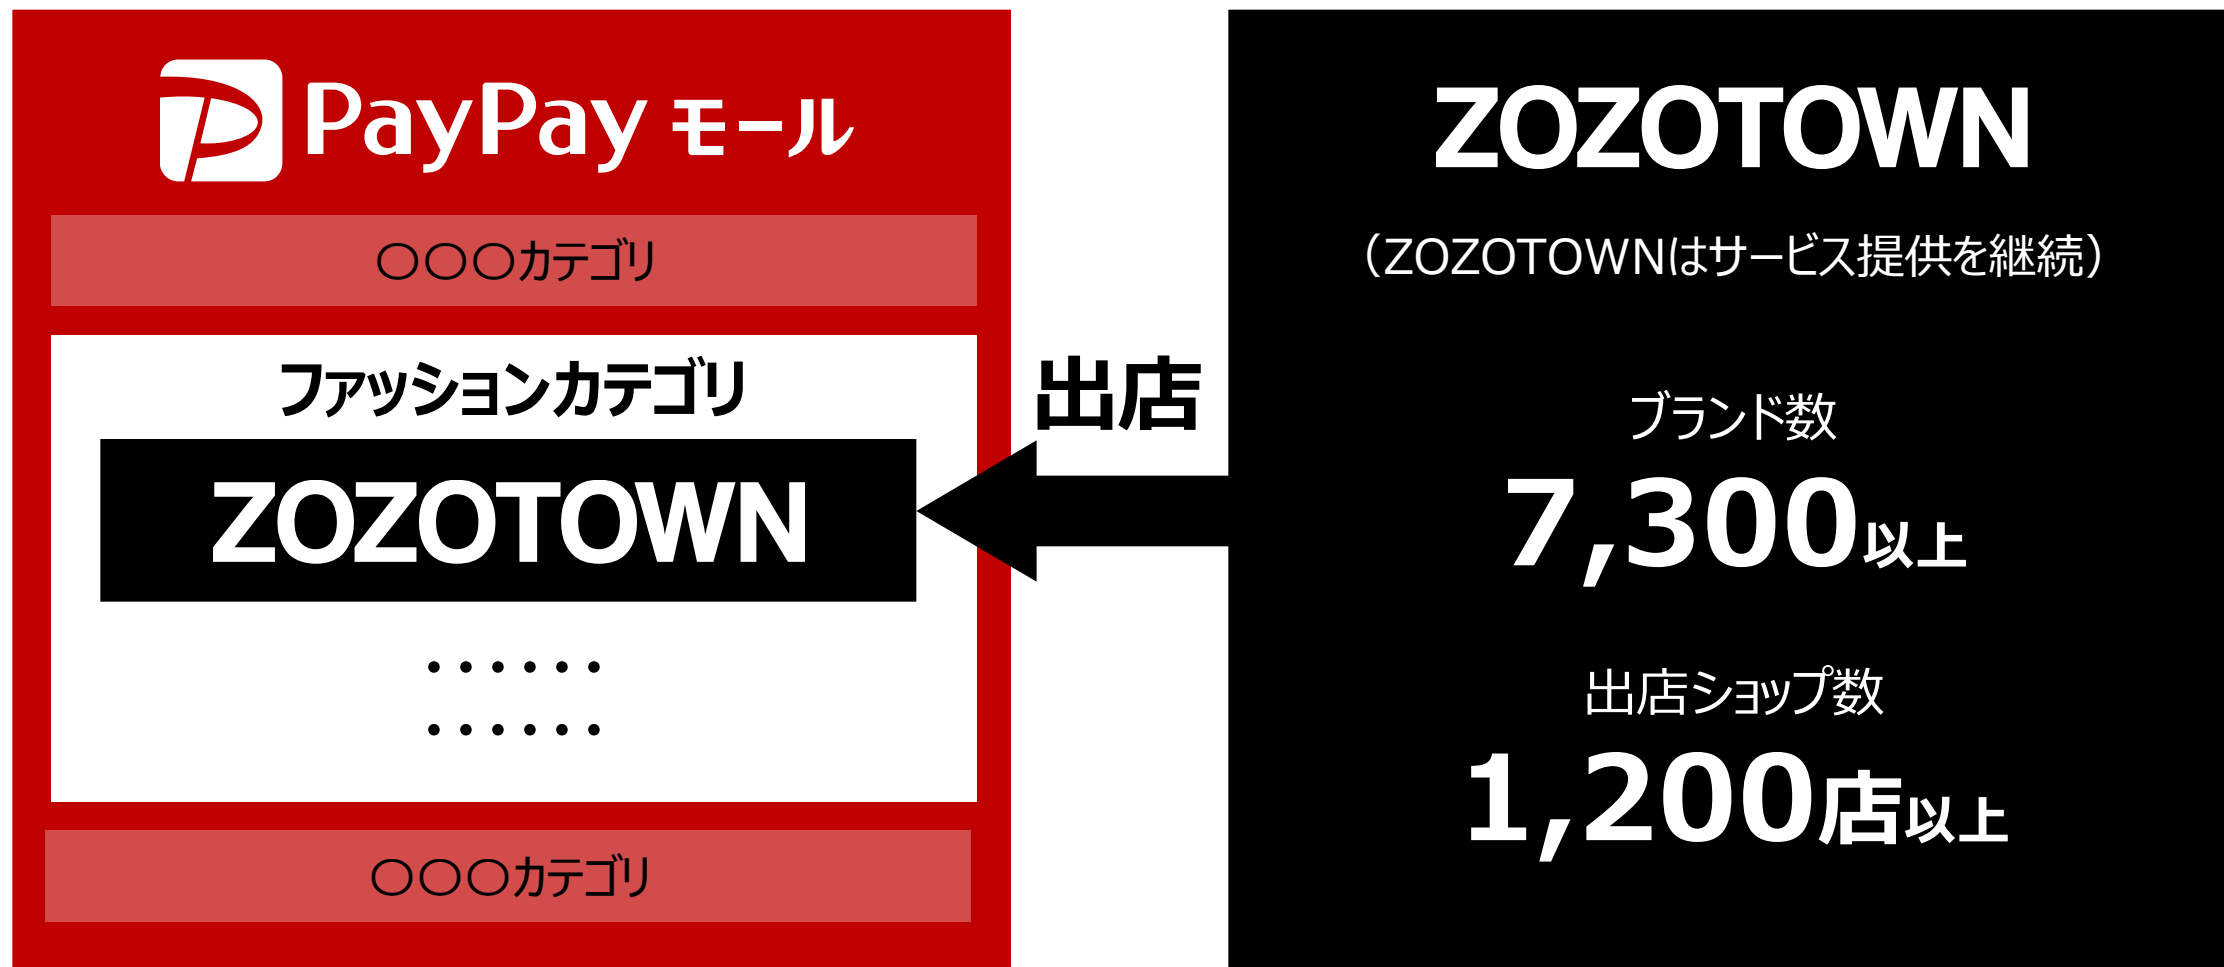 PayPay モール
〇〇〇カテゴリ
ファッションカテゴリ
ZOZOTOWN
・・・・・・
・・・・・・
〇〇〇カテゴリ
出店
ZOZOTOWN
（ZOZOTOWNはサービス提供を継続）
ブランド数
7,300以上
出店ショップ数
1,200店以上